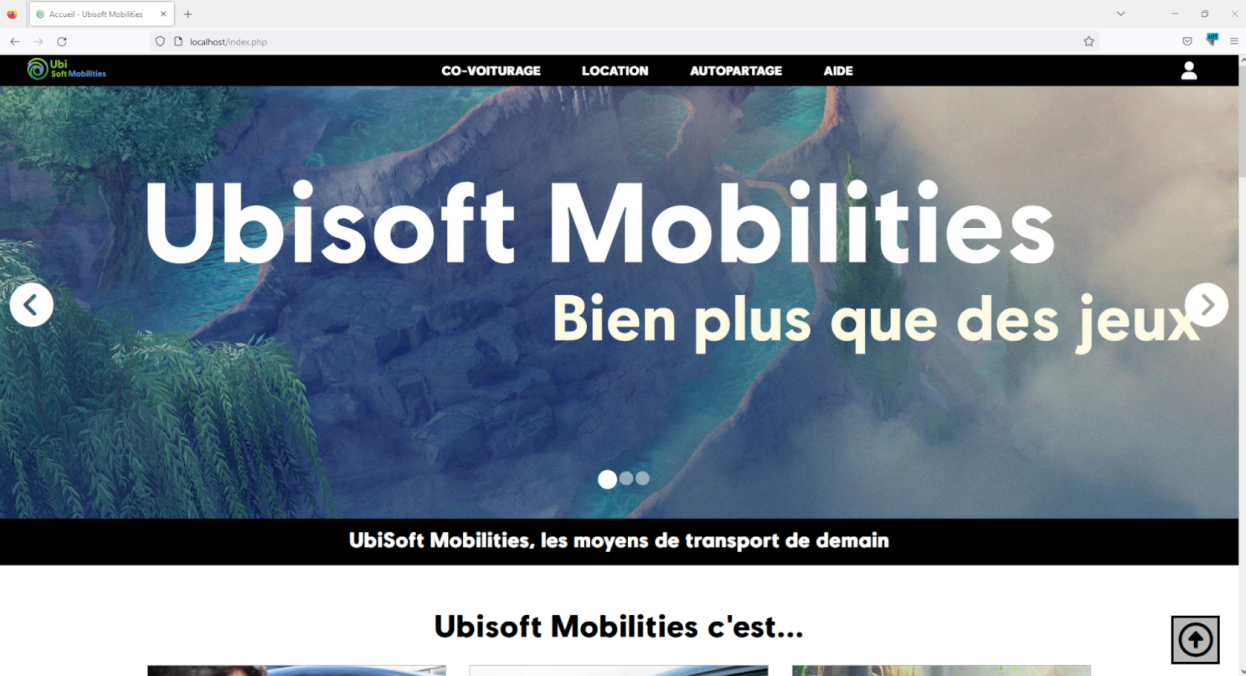 Accueil - Ubisoft Mobilities
localhost/index.php
Off
Ubi
Soft Mobilities
CO-VOITURAGE
LOCATION
AUTOPARTAGE
AIDE
Ubisoft Mobilities
Bien plus que des jeux
UbiSoft Mobilities, les moyens de transport de demain
Ubisoft Mobilities c'est...